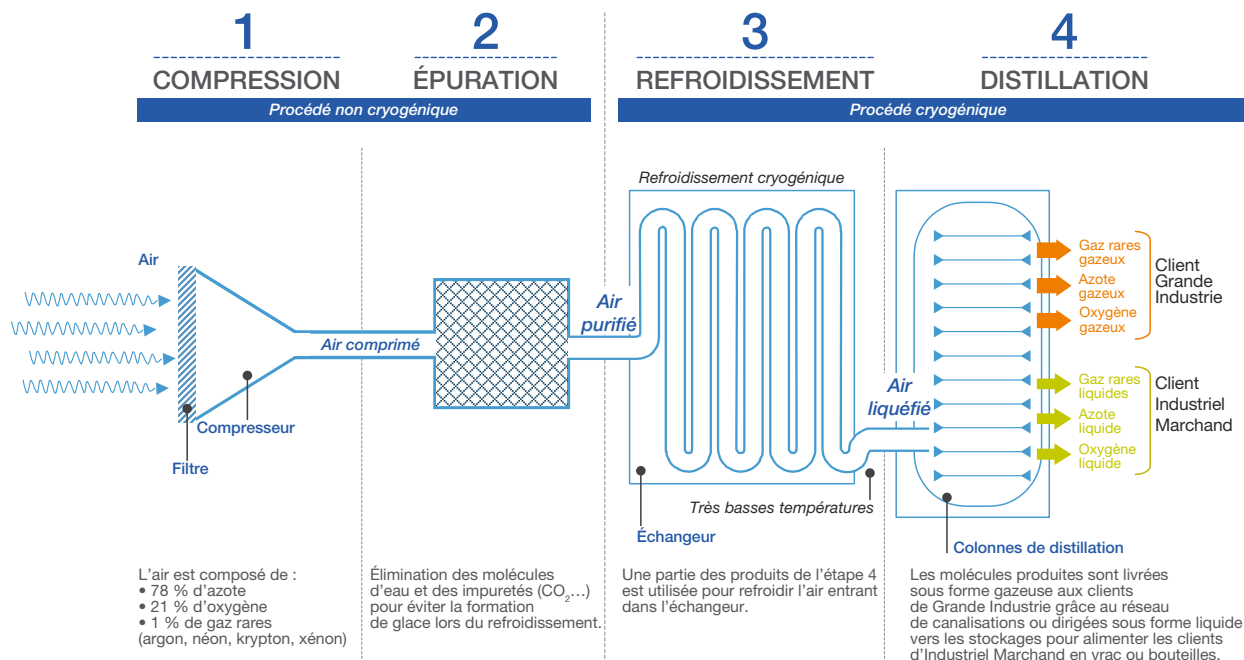 1
COMPRESSION
2
ÉPURATION
Procédé non cryogénique
3
REFROIDISSEMENT
4
DISTILLATION
Procédé cryogénique
Air
Filtre
Compresseur
Air comprimé
Air
purifié
Refroidissement cryogénique
Échangeur
Très basses températures
Air
liquéfié
Colonnes de distillation
Gaz rares
gazeux
Azote
gazeux
Oxygène
gazeux
Client
Grande
Industrie
Gaz rares
liquides
Azote
liquide
Oxygène
liquide
Client
Industriel
Marchand
L’air est composé de :
• 78 % d’azote
• 21 % d’oxygène
• 1 % de gaz rares
(argon, néon, krypton, xénon)
Élimination des molécules
d’eau et des impuretés (CO₂…)
pour éviter la formation
de glace lors du refroidissement.
Une partie des produits de l’étape 4
est utilisée pour refroidir l’air entrant
dans l’échangeur.
Les molécules produites sont livrées
sous forme gazeuse aux clients
de Grande Industrie grâce au réseau
de canalisations ou dirigées sous forme liquide
vers les stockages pour alimenter les clients
d’Industriel Marchand en vrac ou bouteilles.